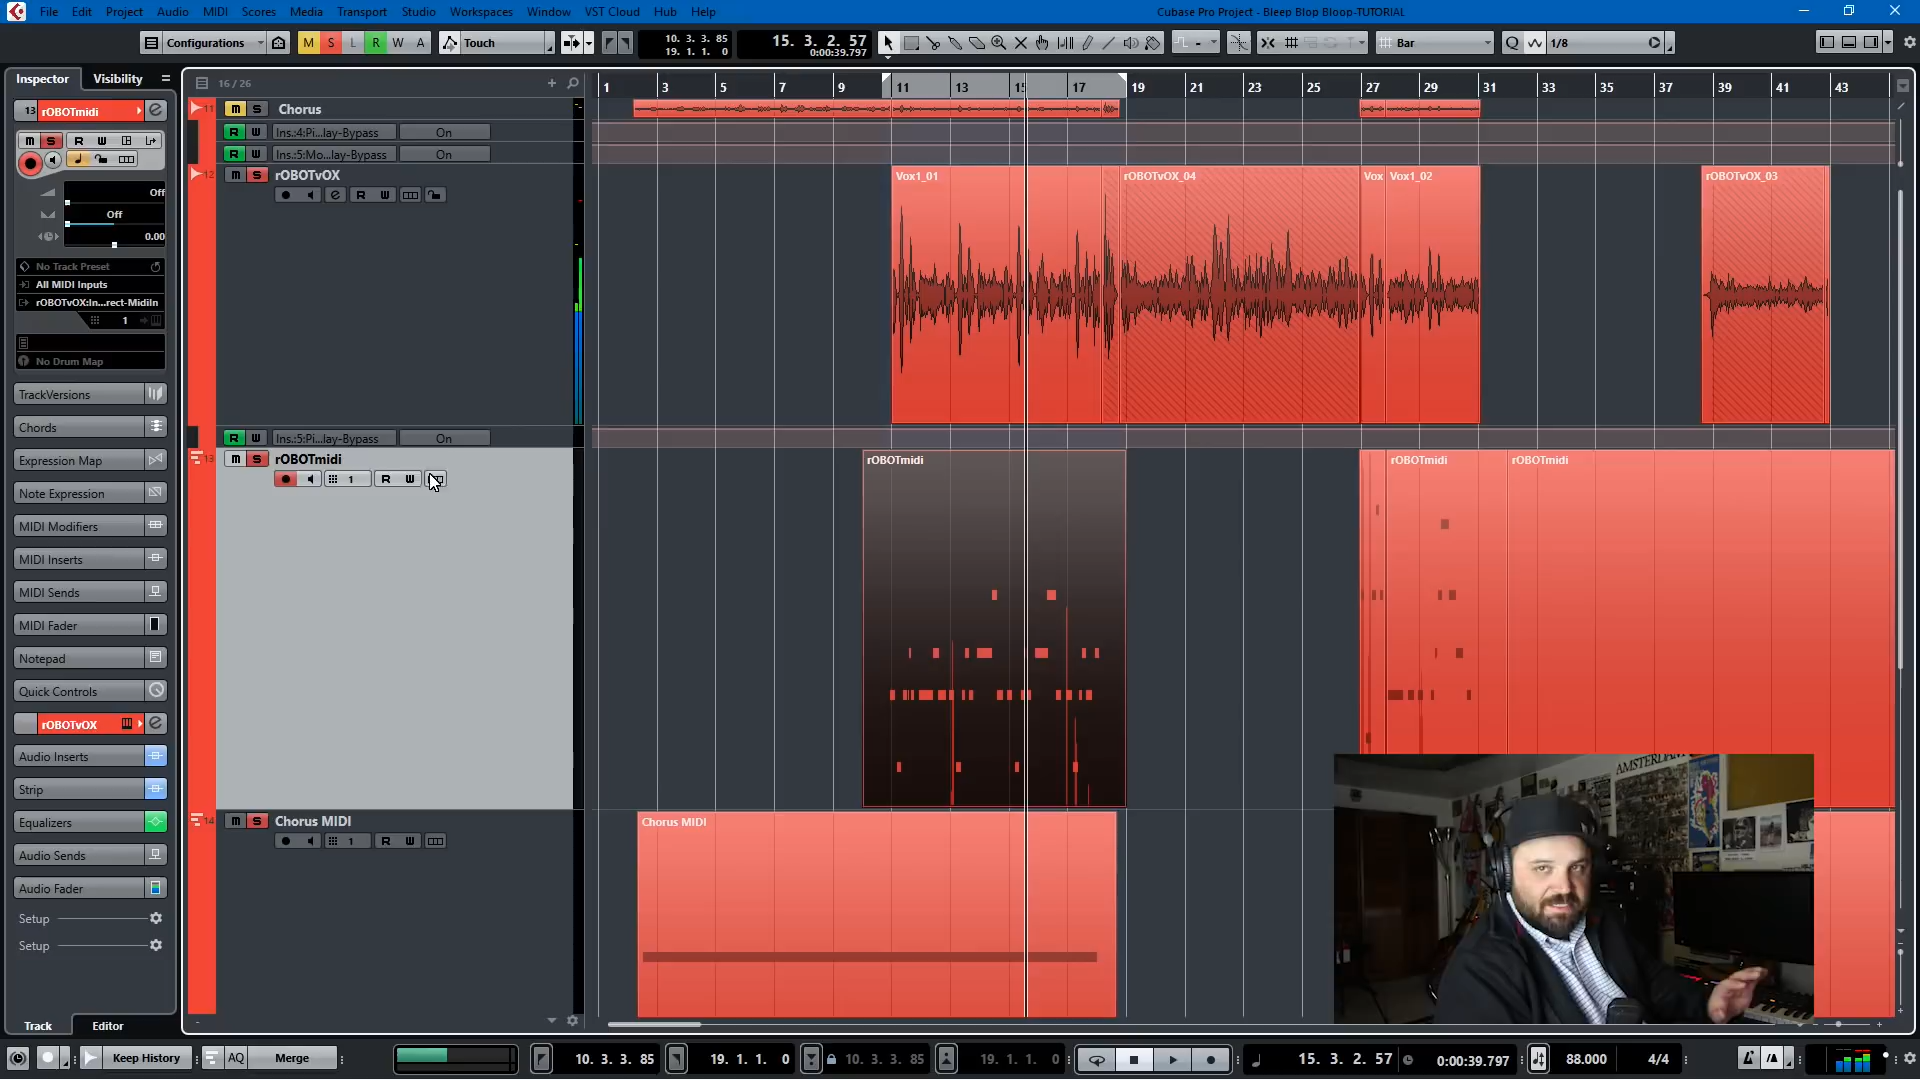 File Edit Project Audio MIDI Scores Media Transport Studio Workspaces Window VST Cloud Hub Help
Cubase Pro Project - Bleep Blop Bloop-TUTORIAL
Configurations
M S L R W A
Touch
10. 3. 3. 85
19. 1. 1. 0
15. 3. 2. 57
0:00:39.797
Bar
Q
1/8
Inspector Visibility
16 / 26
1 3 5 7 9 11 13 15 17 19 21 23 25 27 29 31 33 35 37 39 41 43
13 rOBOTmidi
M S R W
Off
Off
0.00
No Track Preset
All MIDI Inputs
rOBOTvOX:In...rect-MidiIn
1
No Drum Map
TrackVersions
Chords
Expression Map
Note Expression
MIDI Modifiers
MIDI Inserts
MIDI Sends
MIDI Fader
Notepad
Quick Controls
rOBOTvOX
Audio Inserts
Strip
Equalizers
Audio Sends
Audio Fader
Setup
Setup
Track Editor
11 M S Chorus
R W Ins.:4:Pi...lay-Bypass On
R W Ins.:5:Mo...lay-Bypass On
12 M S rOBOTvOX
R W
Vox1_01 rOBOTvOX_04 Vox Vox1_02 rOBOTvOX_03
R W Ins.:5:Pi...lay-Bypass On
13 M S rOBOTmidi
1 R W
rOBOTmidi rOBOTmidi rOBOTmidi
14 M S Chorus MIDI
1 R W
Chorus MIDI
AMSTERDAM
Keep History
AQ
Merge
10. 3. 3. 85
19. 1. 1. 0
10. 3. 3. 85
19. 1. 1. 0
15. 3. 2. 57
0:00:39.797
88.000
4/4